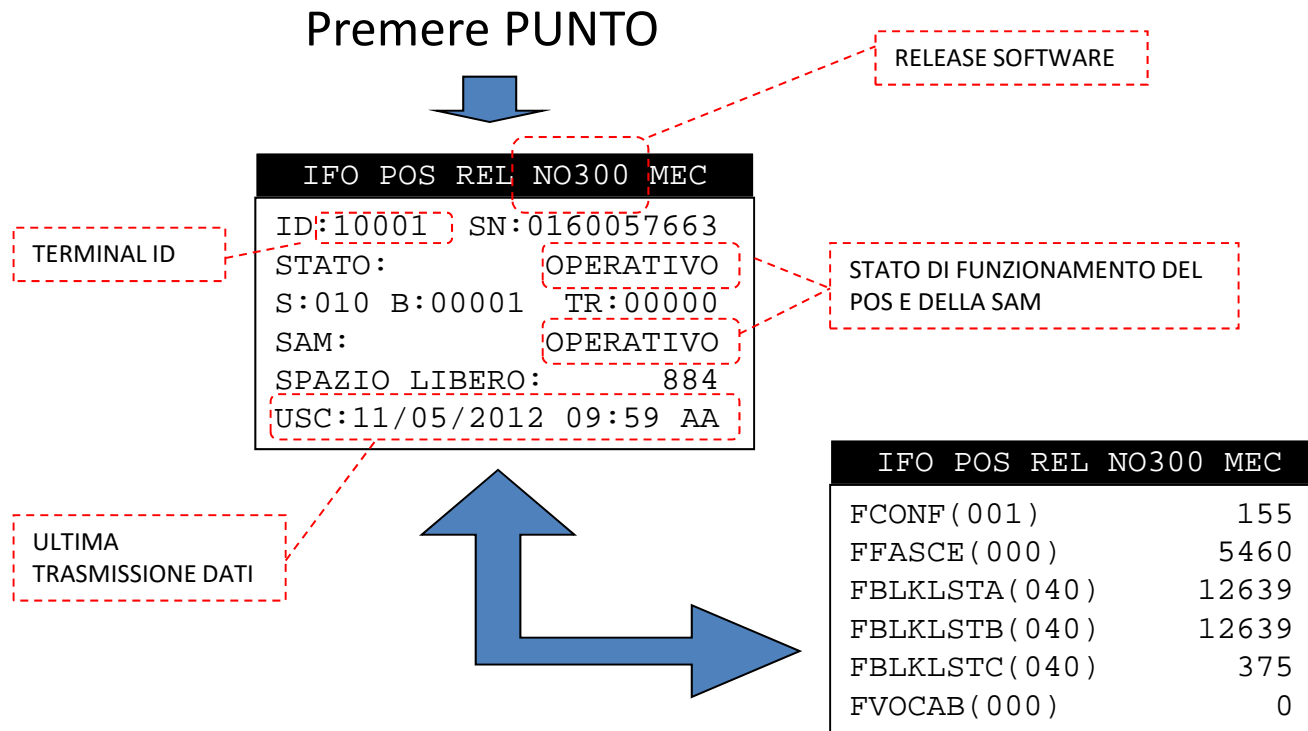 Premere PUNTO
RELEASE SOFTWARE
IFO POS REL NO300 MEC
ID:10001 SN:0160057663
STATO: OPERATIVO
S:010 B:00001 TR:00000
SAM: OPERATIVO
SPAZIO LIBERO: 884
USC:11/05/2012 09:59 AA
TERMINAL ID
STATO DI FUNZIONAMENTO DEL
POS E DELLA SAM
ULTIMA
TRASMISSIONE DATI
IFO POS REL NO300 MEC
FCONF(001) 155
FFASCE(000) 5460
FBLKLSTA(040) 12639
FBLKLSTB(040) 12639
FBLKLSTC(040) 375
FVOCAB(000) 0